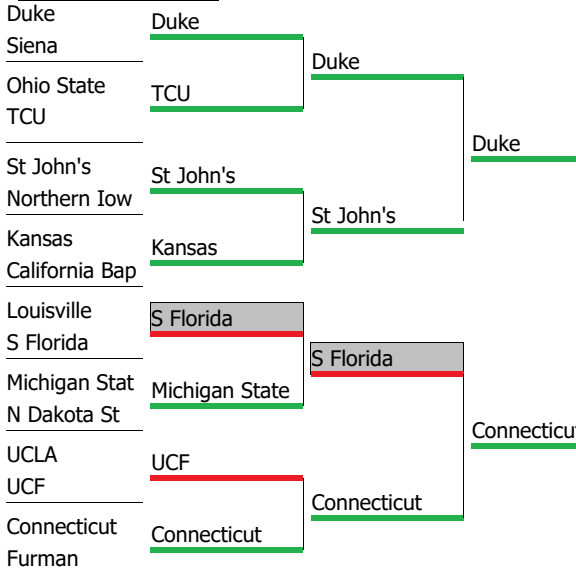 Duke
Siena
Ohio State
TCU
St John's
Northern Iow
Kansas
California Bap
Louisville
S Florida
Michigan Stat
N Dakota St
UCLA
UCF
Connecticut
Furman
Duke
TCU
St John's
Kansas
S Florida
Michigan State
UCF
Connecticut
Duke
St John's
S Florida
Connecticut
Duke
Connecticut